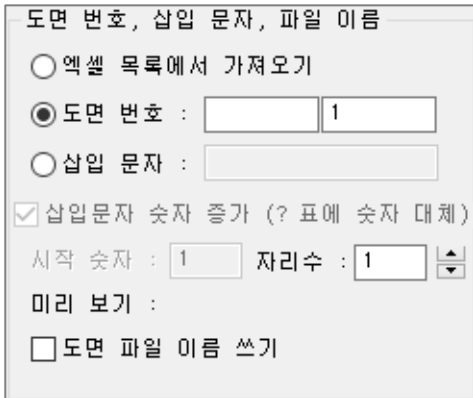 도면 번호, 삽입 문자, 파일 이름
엑셀 목록에서 가져오기
도면 번호 : 1
삽입 문자 :
삽입문자 숫자 증가 (? 표에 숫자 대체)
시작 숫자 : 1 자리수 : 1
미리 보기 :
도면 파일 이름 쓰기